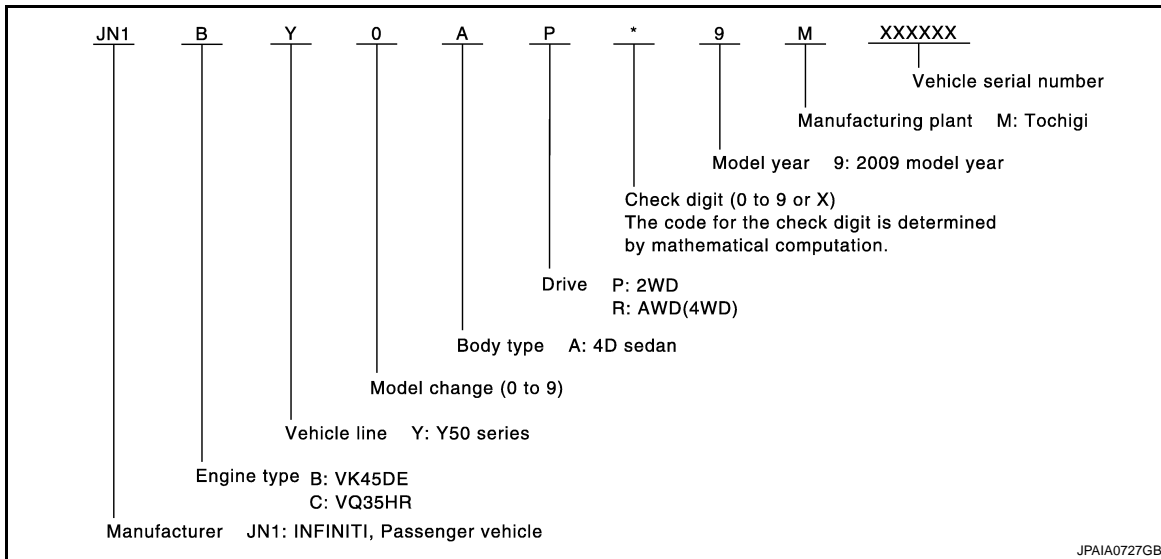 JN1 B Y 0 A P * 9 M XXXXXX
Vehicle serial number
Manufacturing plant M: Tochigi
Model year 9: 2009 model year
Check digit (0 to 9 or X)
The code for the check digit is determined
by mathematical computation.
Drive P: 2WD
R: AWD(4WD)
Body type A: 4D sedan
Model change (0 to 9)
Vehicle line Y: Y50 series
Engine type B: VK45DE
C: VQ35HR
Manufacturer JN1: INFINITI, Passenger vehicle
JPAIA0727GB